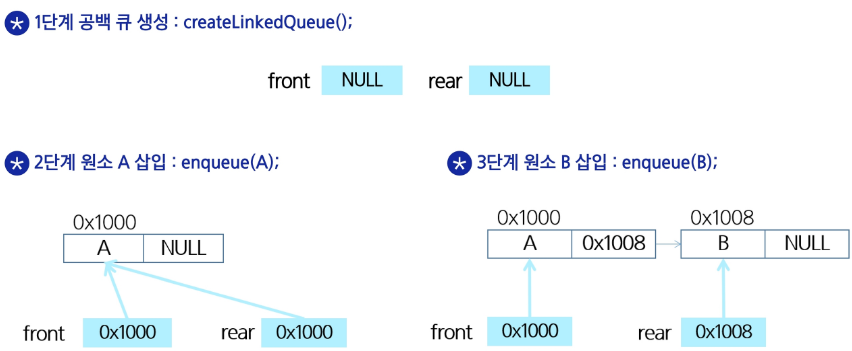 * 1단계 공백 큐 생성 : createLinkedQueue();
front NULL rear NULL
* 2단계 원소 A 삽입 : enqueue(A);
0x1000
A NULL
front 0x1000 rear 0x1000
* 3단계 원소 B 삽입 : enqueue(B);
0x1000 0x1008
A 0x1008 B NULL
front 0x1000 rear 0x1008